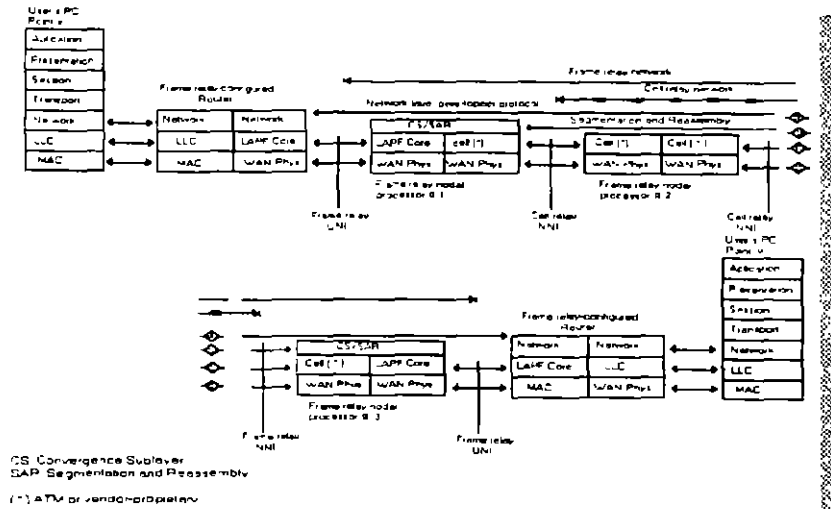 User's PC
Point x
Application
Presentation
Session
Transport
Network
LLC
MAC
Frame relay-configured
Router
Network Network
LLC LAPF Core
MAC WAN Phys
Frame relay network
Cell relay network
Network level peer-to-peer protocol
Segmentation and Reassembly
CS/SAR
LAPF Core Cell (*)
WAN Phys WAN Phys
Frame relay nodal
processor # 1
Cell (*) Cell (*)
WAN Phys WAN Phys
Frame relay nodal
processor # 2
Frame relay
UNI
Cell relay
NNI
Cell relay
NNI
User's PC
Point y
Application
Presentation
Session
Transport
Network
LLC
MAC
Frame relay-configured
Router
Network Network
LAPF Core LLC
MAC WAN Phys
CS/SAR
Cell (*) LAPF Core
WAN Phys WAN Phys
Frame relay nodal
processor # 3
Frame relay
NNI
Frame relay
UNI
CS: Convergence Sublayer
SAR: Segmentation and Reassembly
(*) ATM or vendor-proprietary